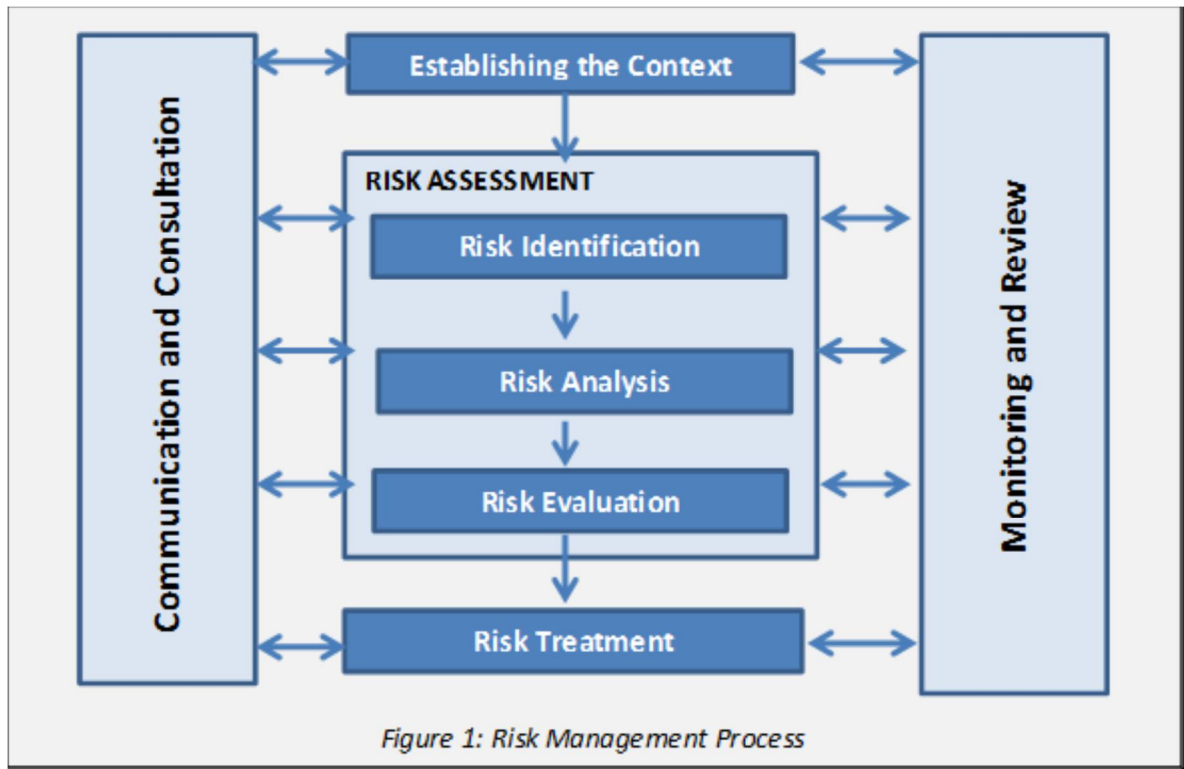 Communication and Consultation
Establishing the Context
RISK ASSESSMENT
Risk Identification
Risk Analysis
Risk Evaluation
Risk Treatment
Monitoring and Review
Figure 1: Risk Management Process